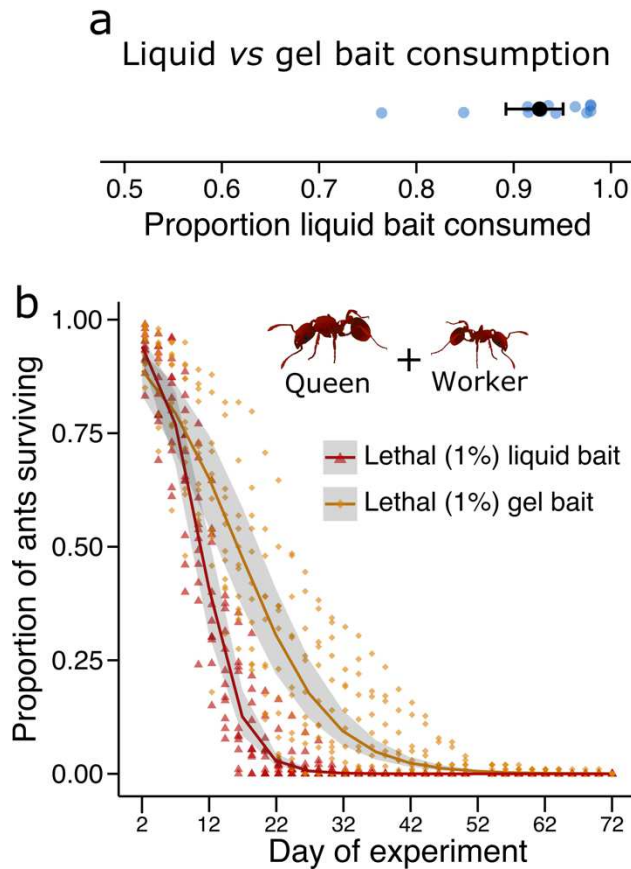 a
Liquid vs gel bait consumption
0.5 0.6 0.7 0.8 0.9 1.0
Proportion liquid bait consumed
b
Proportion of ants surviving
1.00
0.75
0.50
0.25
0.00
Queen + Worker
Lethal (1%) liquid bait
Lethal (1%) gel bait
2 12 22 32 42 52 62 72
Day of experiment